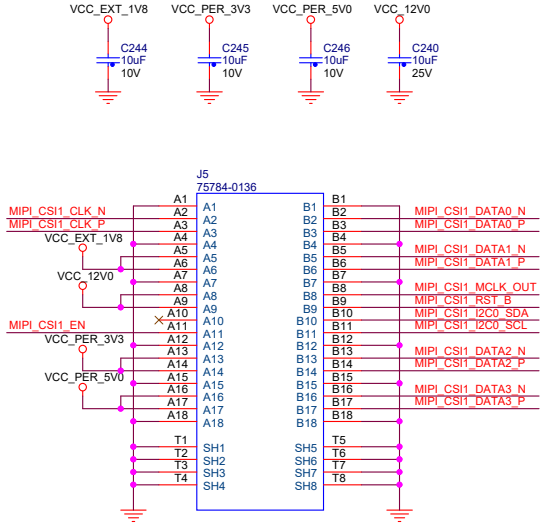 VCC_EXT_1V8 VCC_PER_3V3 VCC_PER_5V0 VCC_12V0
C244 C245 C246 C240
10uF 10uF 10uF 10uF
10V 10V 10V 25V
J5
75784-0136
A1 A1 B1 B1
MIPI_CSI1_CLK_N A2 A2 B2 B2 MIPI_CSI1_DATA0_N
MIPI_CSI1_CLK_P A3 A3 B3 B3 MIPI_CSI1_DATA0_P
VCC_EXT_1V8 A4 A4 B4 B4
A5 A5 B5 B5 MIPI_CSI1_DATA1_N
A6 A6 B6 B6 MIPI_CSI1_DATA1_P
VCC_12V0 A7 A7 B7 B7
A8 A8 B8 B8 MIPI_CSI1_MCLK_OUT
A9 A9 B9 B9 MIPI_CSI1_RST_B
A10 A10 B10 B10 MIPI_CSI1_I2C0_SDA
MIPI_CSI1_EN A11 A11 B11 B11 MIPI_CSI1_I2C0_SCL
VCC_PER_3V3 A12 A12 B12 B12
A13 A13 B13 B13 MIPI_CSI1_DATA2_N
A14 A14 B14 B14 MIPI_CSI1_DATA2_P
VCC_PER_5V0 A15 A15 B15 B15
A16 A16 B16 B16 MIPI_CSI1_DATA3_N
A17 A17 B17 B17 MIPI_CSI1_DATA3_P
A18 A18 B18 B18
T1 SH1 SH5 T5
T2 SH2 SH6 T6
T3 SH3 SH7 T7
T4 SH4 SH8 T8